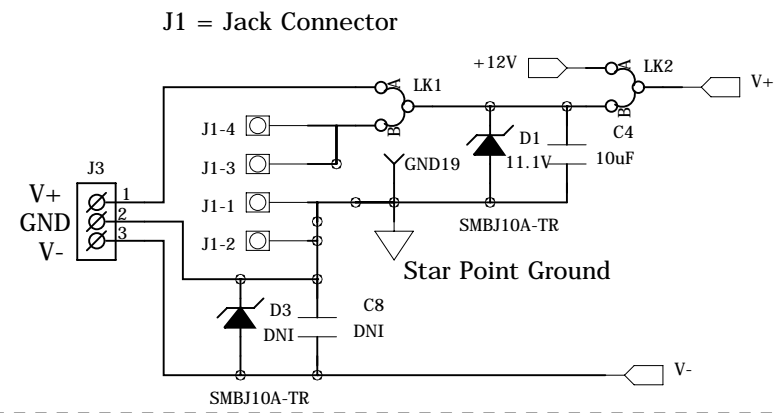 J1 = Jack Connector
+12V
A
LK2
V+
B
A
LK1
B
J1-4
J1-3
J1-1
J1-2
GND19
D1
11.1V
C4
10uF
SMBJ10A-TR
J3
V+
1
GND
2
V-
3
Star Point Ground
D3
DNI
C8
DNI
SMBJ10A-TR
V-